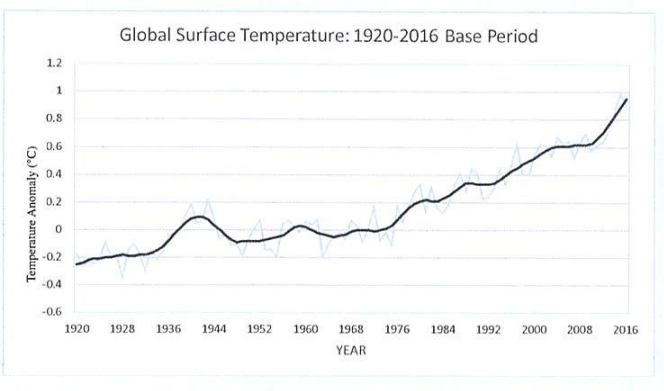 Global Surface Temperature: 1920-2016 Base Period
1.2
1
0.8
0.6
0.4
0.2
0
-0.2
-0.4
-0.6
Temperature Anomaly (°C)
1920 1928 1936 1944 1952 1960 1968 1976 1984 1992 2000 2008 2016
YEAR